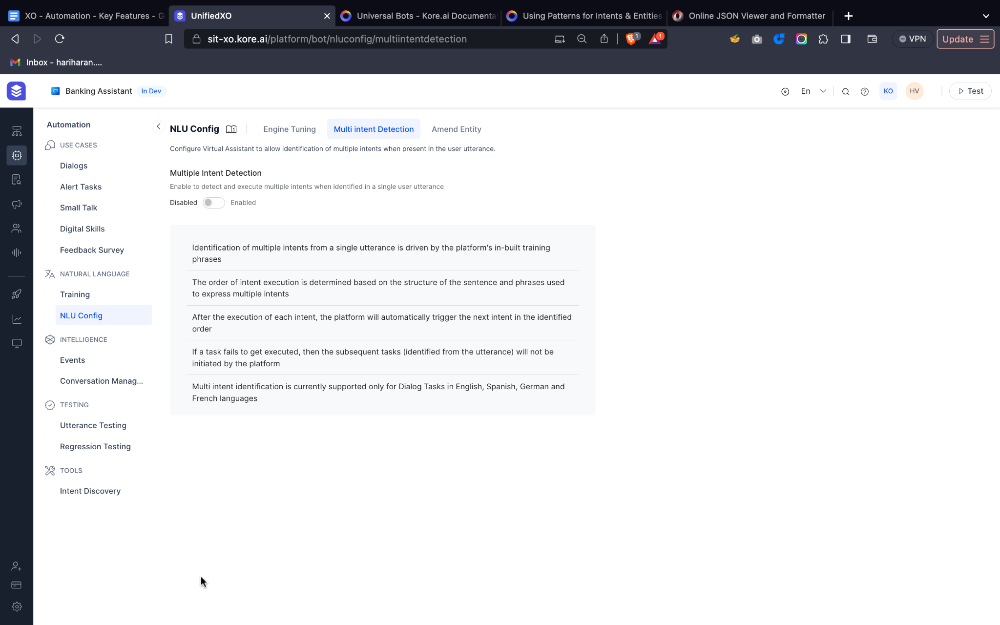 XO - Automation - Key Features - G
UnifiedXO
Universal Bots - Kore.ai Documenta
Using Patterns for Intents & Entities
Online JSON Viewer and Formatter
sit-xo.kore.ai/platform/bot/nluconfig/multiintentdetection
1
1
VPN
Update
Inbox - hariharan....
Banking Assistant
In Dev
En
KO
HV
Test
Automation
USE CASES
Dialogs
Alert Tasks
Small Talk
Digital Skills
Feedback Survey
NATURAL LANGUAGE
Training
NLU Config
INTELLIGENCE
Events
Conversation Manag...
TESTING
Utterance Testing
Regression Testing
TOOLS
Intent Discovery
NLU Config
Engine Tuning
Multi intent Detection
Amend Entity
Configure Virtual Assistant to allow identification of multiple intents when present in the user utterance.
Multiple Intent Detection
Enable to detect and execute multiple intents when identified in a single user utterance
Disabled
Enabled
Identification of multiple intents from a single utterance is driven by the platform's in-built training
phrases
The order of intent execution is determined based on the structure of the sentence and phrases used
to express multiple intents
After the execution of each intent, the platform will automatically trigger the next intent in the identified
order
If a task fails to get executed, then the subsequent tasks (identified from the utterance) will not be
initiated by the platform
Multi intent identification is currently supported only for Dialog Tasks in English, Spanish, German and
French languages